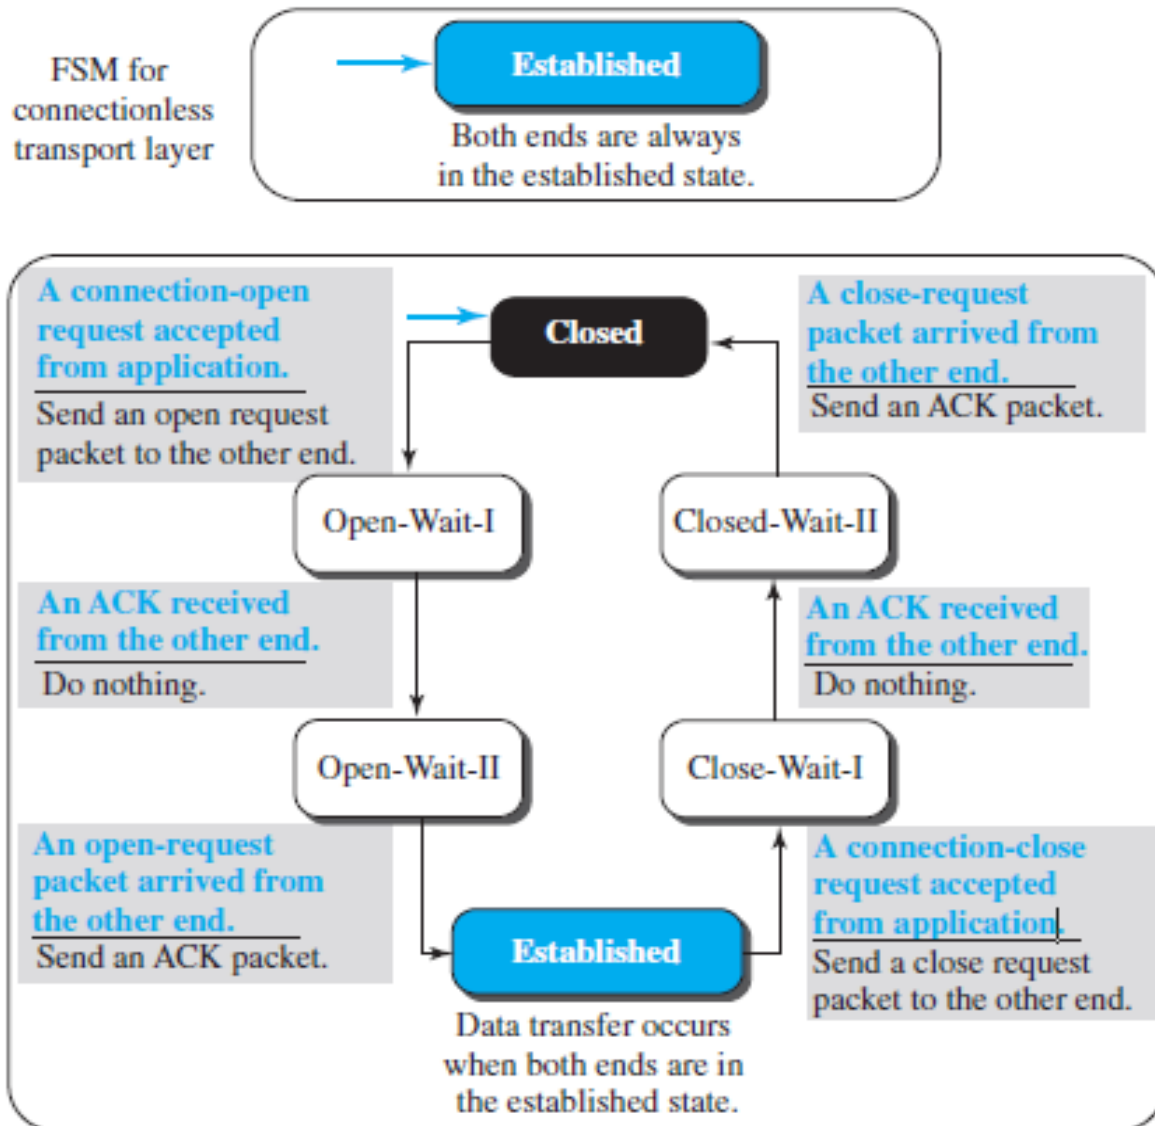 FSM for
connectionless
transport layer
Established
Both ends are always
in the established state.
A connection-open
request accepted
from application.
Send an open request
packet to the other end.
Closed
A close-request
packet arrived from
the other end.
Send an ACK packet.
Open-Wait-I
Closed-Wait-II
An ACK received
from the other end.
Do nothing.
An ACK received
from the other end.
Do nothing.
Open-Wait-II
Close-Wait-I
An open-request
packet arrived from
the other end.
Send an ACK packet.
A connection-close
request accepted
from application.
Send a close request
packet to the other end.
Established
Data transfer occurs
when both ends are in
the established state.